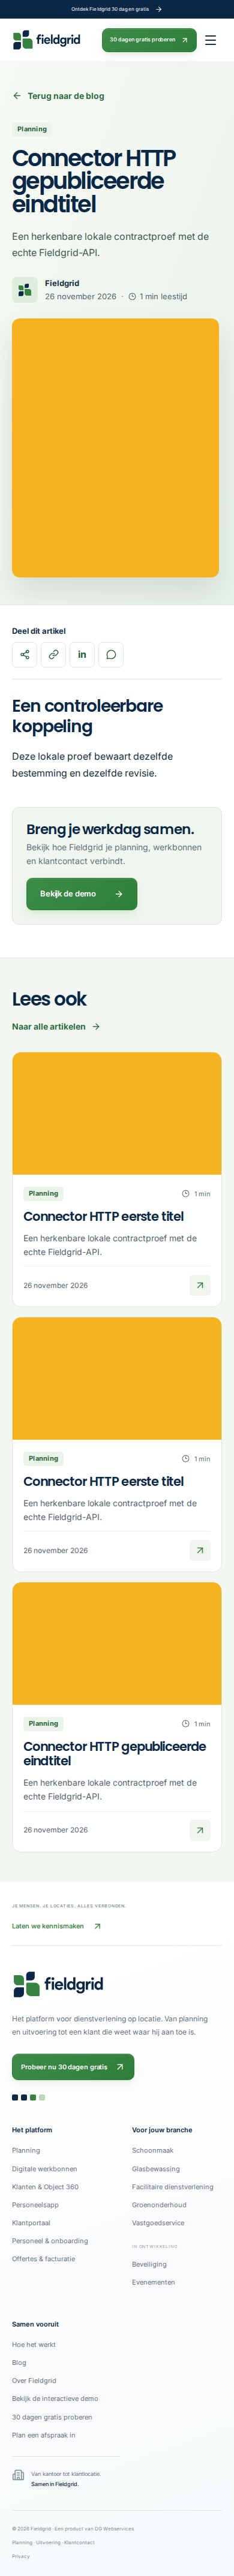 Ontdek Fieldgrid 30 dagen gratis
fieldgrid
30 dagen gratis proberen
Terug naar de blog
Planning
Connector HTTP
gepubliceerde
eindtitel
Een herkenbare lokale contractproef met de
echte Fieldgrid-API.
Fieldgrid
26 november 2026 · 1 min leestijd
Deel dit artikel
in
Een controleerbare
koppeling
Deze lokale proef bewaart dezelfde
bestemming en dezelfde revisie.
Breng je werkdag samen.
Bekijk hoe Fieldgrid je planning, werkbonnen
en klantcontact verbindt.
Bekijk de demo
Lees ook
Naar alle artikelen
Planning
1 min
Connector HTTP eerste titel
Een herkenbare lokale contractproef met de
echte Fieldgrid-API.
26 november 2026
Planning
1 min
Connector HTTP eerste titel
Een herkenbare lokale contractproef met de
echte Fieldgrid-API.
26 november 2026
Planning
1 min
Connector HTTP gepubliceerde
eindtitel
Een herkenbare lokale contractproef met de
echte Fieldgrid-API.
26 november 2026
JE MENSEN. JE LOCATIES. ALLES VERBONDEN.
Laten we kennismaken
fieldgrid
Het platform voor dienstverlening op locatie. Van planning
en uitvoering tot een klant die weet waar hij aan toe is.
Probeer nu 30 dagen gratis
Het platform
Planning
Digitale werkbonnen
Klanten & Object 360
Personeelsapp
Klantportaal
Personeel & onboarding
Offertes & facturatie
Voor jouw branche
Schoonmaak
Glasbewassing
Facilitaire dienstverlening
Groenonderhoud
Vastgoedservice
IN ONTWIKKELING
Beveiliging
Evenementen
Samen vooruit
Hoe het werkt
Blog
Over Fieldgrid
Bekijk de interactieve demo
30 dagen gratis proberen
Plan een afspraak in
Van kantoor tot klantlocatie.
Samen in Fieldgrid.
© 2026 Fieldgrid · Een product van DG Webservices
Planning · Uitvoering · Klantcontact
Privacy